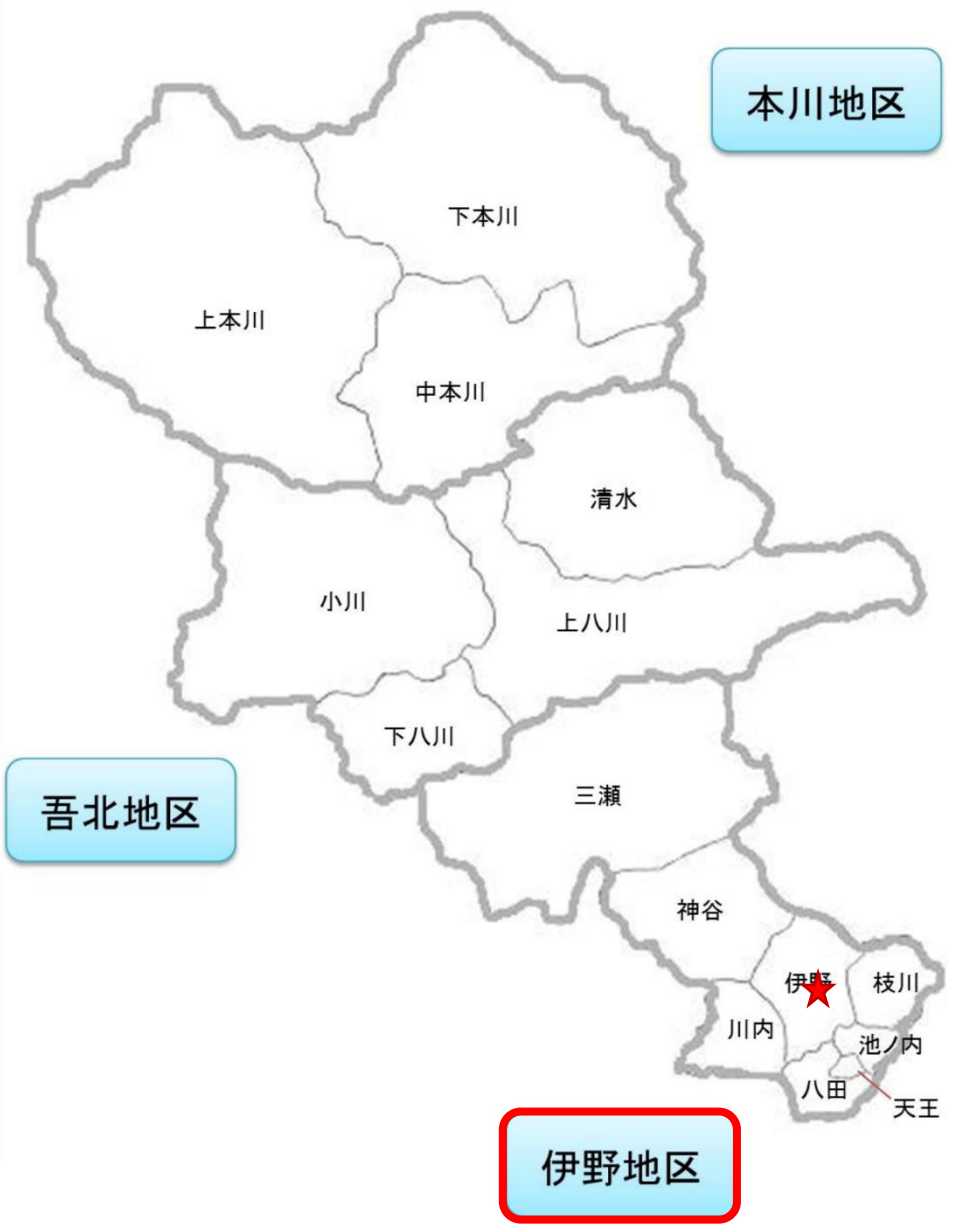 本川地区
下本川
上本川
中本川
清水
小川
上八川
下八川
吾北地区
三瀬
神谷
伊野
枝川
川内
池ノ内
八田
天王
伊野地区